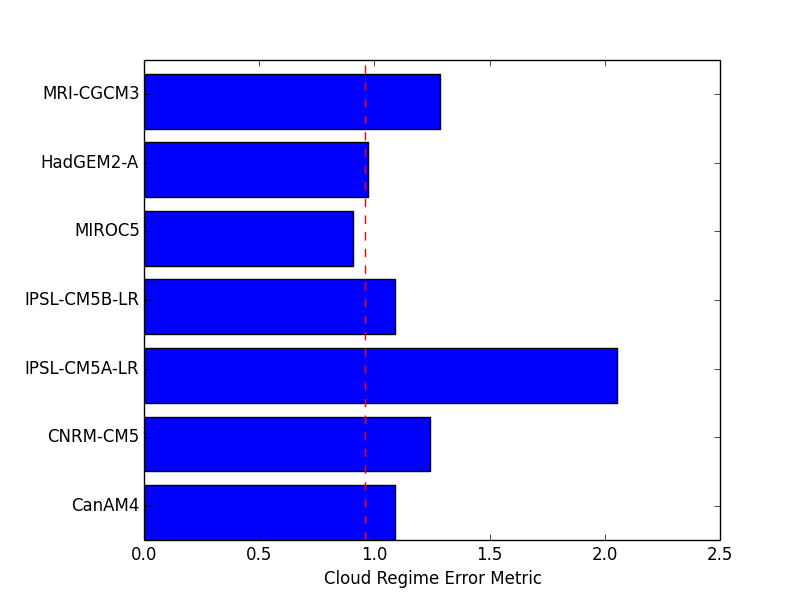 MRI-CGCM3
HadGEM2-A
MIROC5
IPSL-CM5B-LR
IPSL-CM5A-LR
CNRM-CM5
CanAM4
0.0 0.5 1.0 1.5 2.0 2.5
Cloud Regime Error Metric